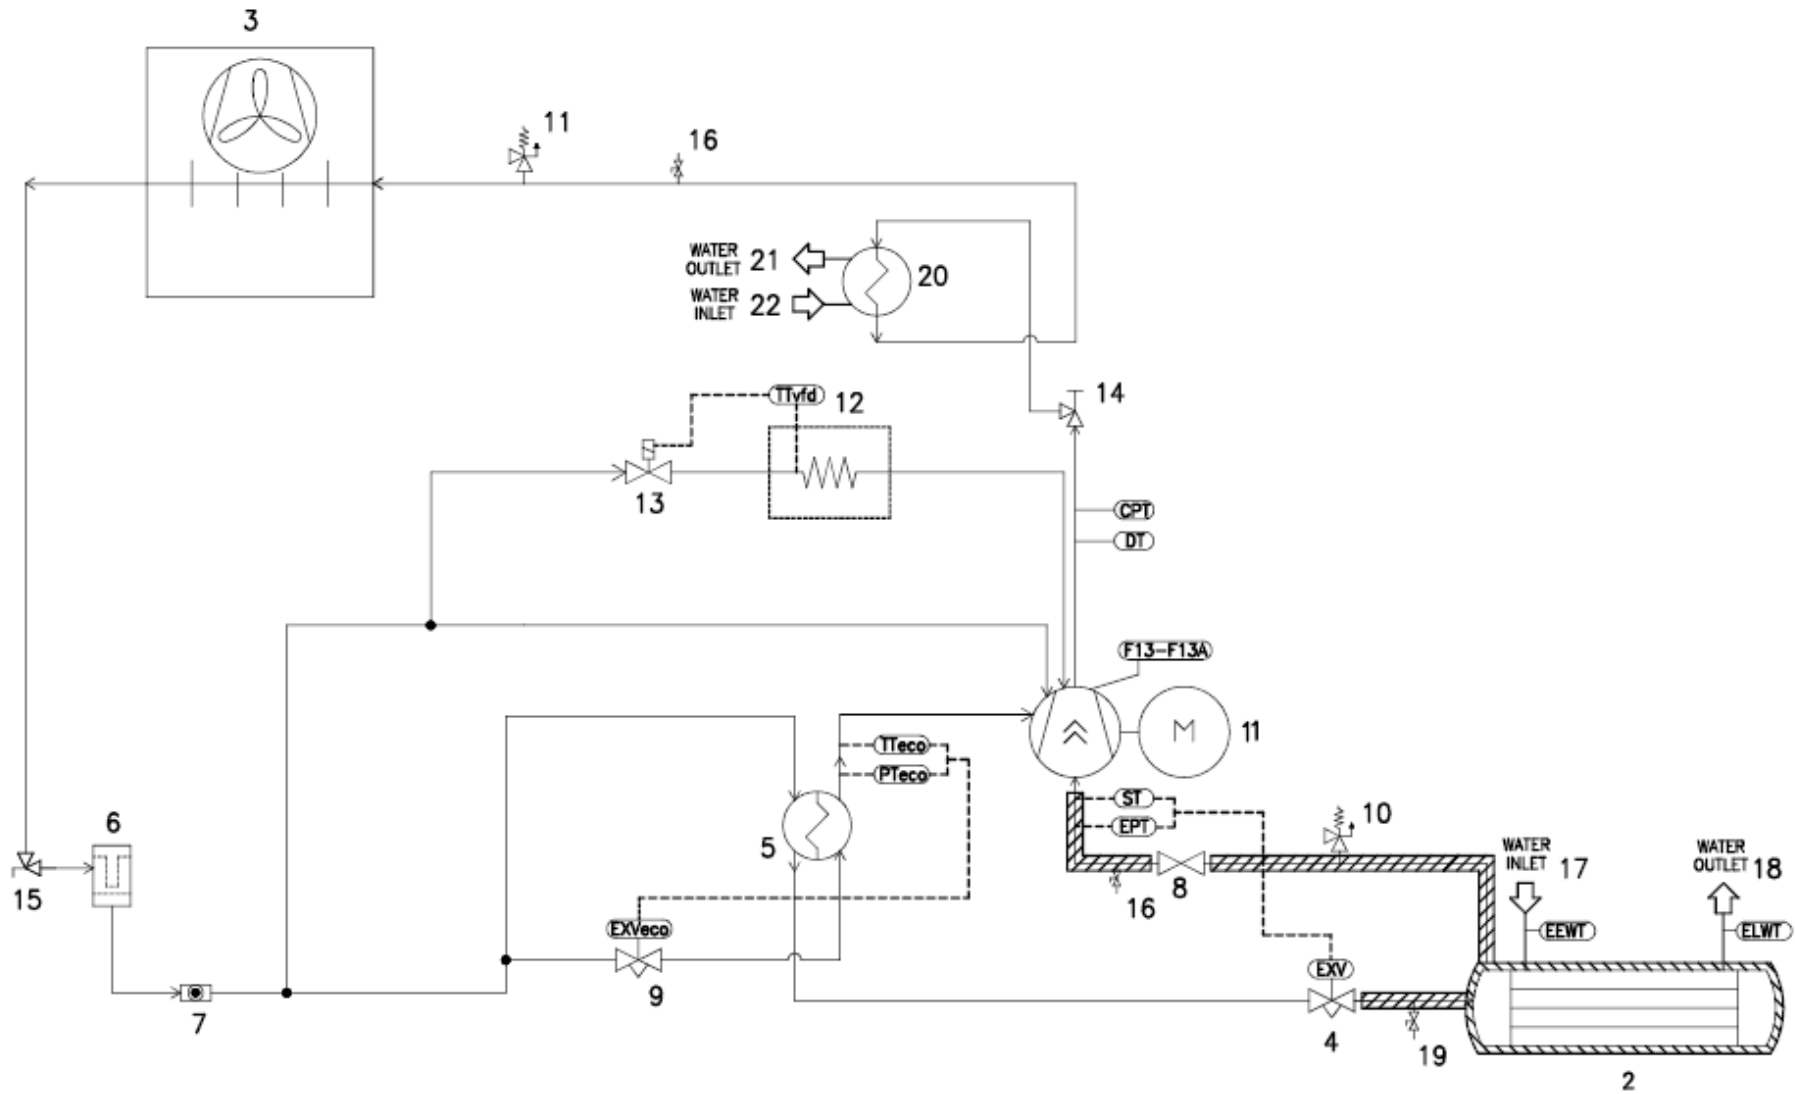 3
11
16
WATER
OUTLET 21
20
WATER
INLET 22
TTvfd
12
14
13
CPT
DT
F13-F13A
M
11
TTeco
PTeco
ST
EPT
10
6
5
WATER
INLET 17
WATER
OUTLET 18
15
8
16
EXVeco
EEWT
ELWT
EXV
9
7
4
19
2